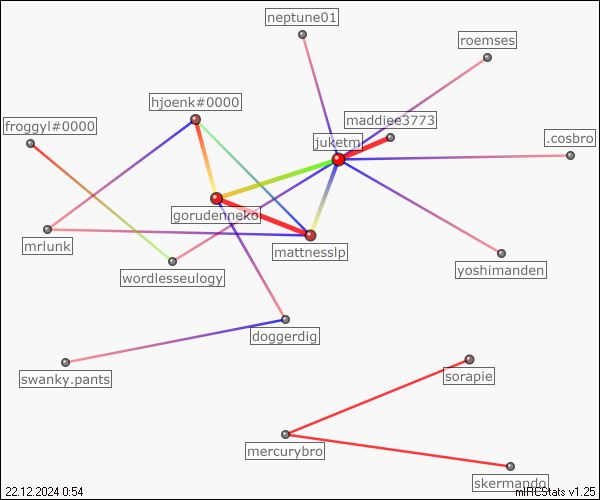 neptune01
roemses
hjoenk#0000
maddiee3773
froggyl#0000
juketm
.cosbro
gorudenneko
mrlunk
mattnesslp
wordlesseulogy
yoshimanden
doggerdig
swanky.pants
sorapie
mercurybro
skermando
22.12.2024 0:54
mIRCStats v1.25